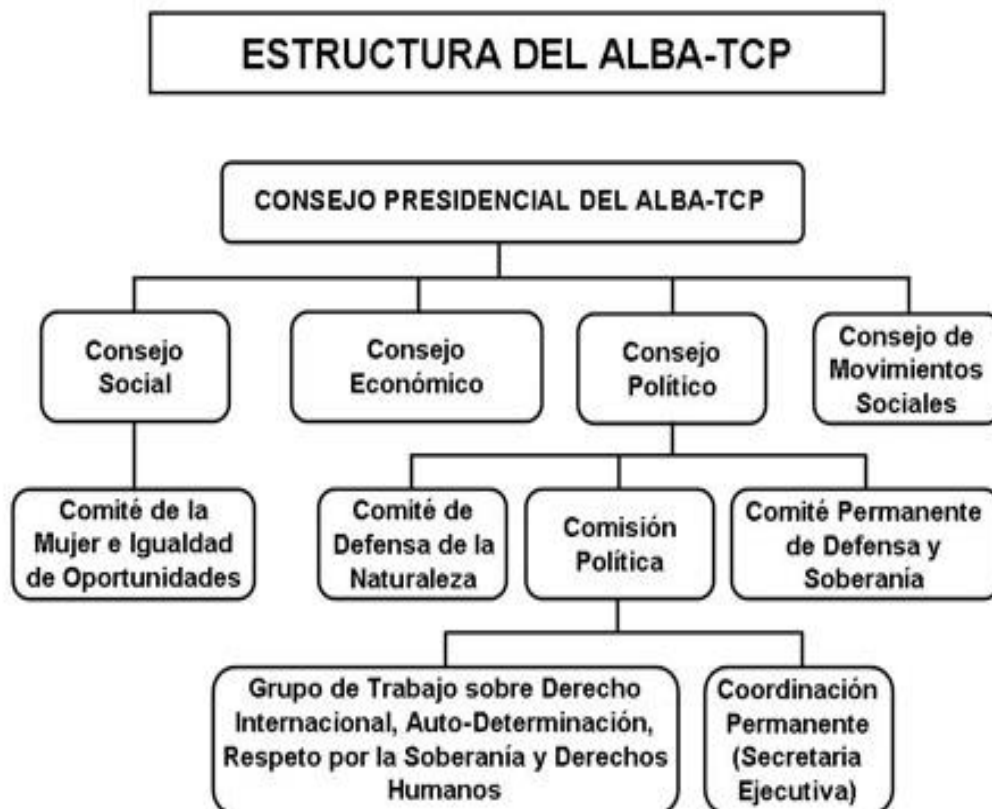 ESTRUCTURA DEL ALBA-TCP
CONSEJO PRESIDENCIAL DEL ALBA-TCP
Consejo
Social
Consejo
Económico
Consejo
Político
Consejo de
Movimientos
Sociales
Comité de la
Mujer e Igualdad
de Oportunidades
Comité de
Defensa de la
Naturaleza
Comisión
Política
Comité Permanente
de Defensa y
Soberanía
Grupo de Trabajo sobre Derecho
Internacional, Auto-Determinación,
Respeto por la Soberanía y Derechos
Humanos
Coordinación
Permanente
(Secretaria
Ejecutiva)